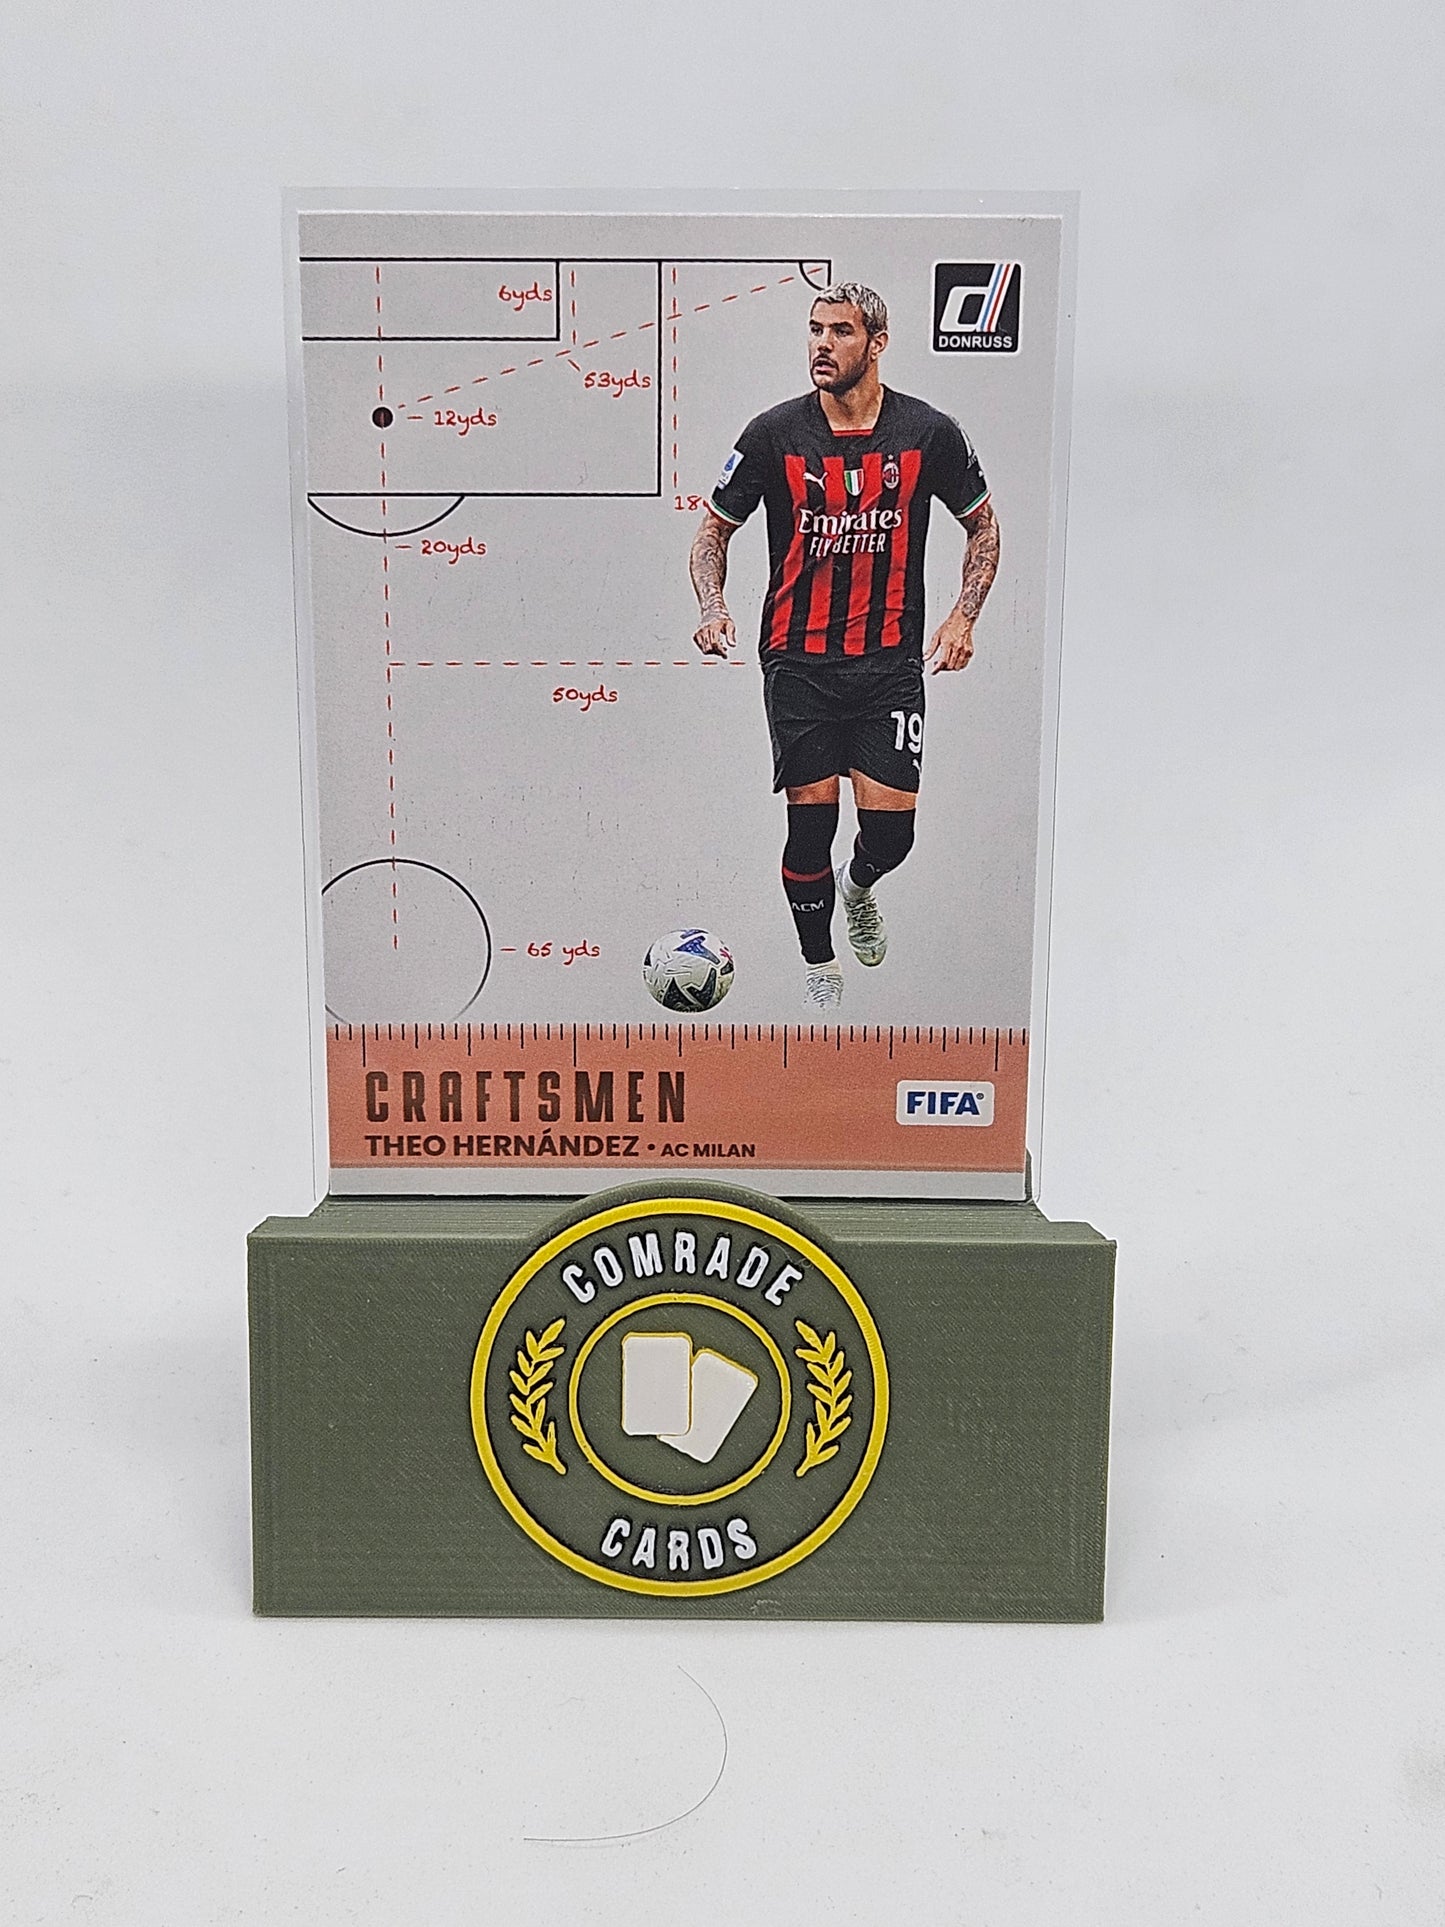 6yds
DONRUSS
53yds
12yds
18y
Emirates
FLY BETTER
20yds
50yds
19
ACM
65 yds
CRAFTSMEN
FIFA
THEO HERNÁNDEZ • AC MILAN
COMRADE
CARDS